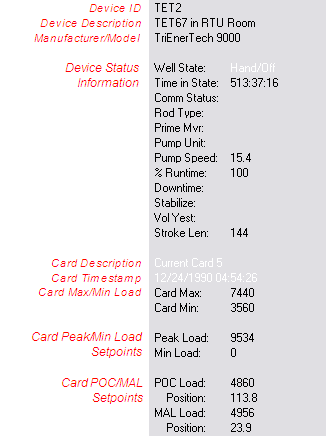 Device ID TET2
Device Description TET67 in RTU Room
Manufacturer/Model TriEnerTech 9000
Device Status Well State: Hand/Off
Information Time in State: 513:37:16
Comm Status:
Rod Type:
Prime Mvr:
Pump Unit:
Pump Speed: 15.4
% Runtime: 100
Downtime:
Stabilize:
Vol Yest:
Stroke Len: 144
Card Description Current Card 5
Card Timestamp 12/24/1990 04:54:26
Card Max/Min Load Card Max: 7440
Card Min: 3560
Card Peak/Min Load Peak Load: 9534
Setpoints Min Load: 0
Card POC/MAL POC Load: 4860
Setpoints Position: 113.8
MAL Load: 4956
Position: 23.9